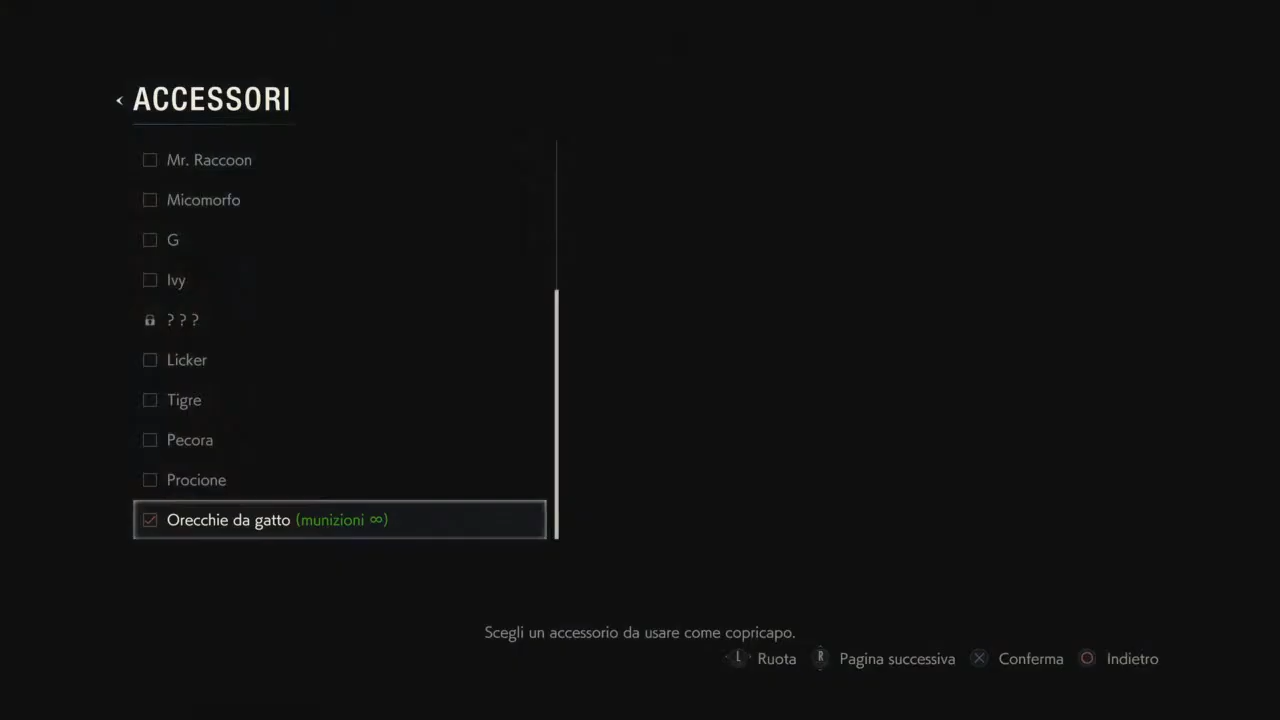 ACCESSORI
Mr. Raccoon
Micomorfo
G
Ivy
? ? ?
Licker
Tigre
Pecora
Procione
Orecchie da gatto (munizioni ∞)
Scegli un accessorio da usare come copricapo.
L Ruota R Pagina successiva Conferma Indietro